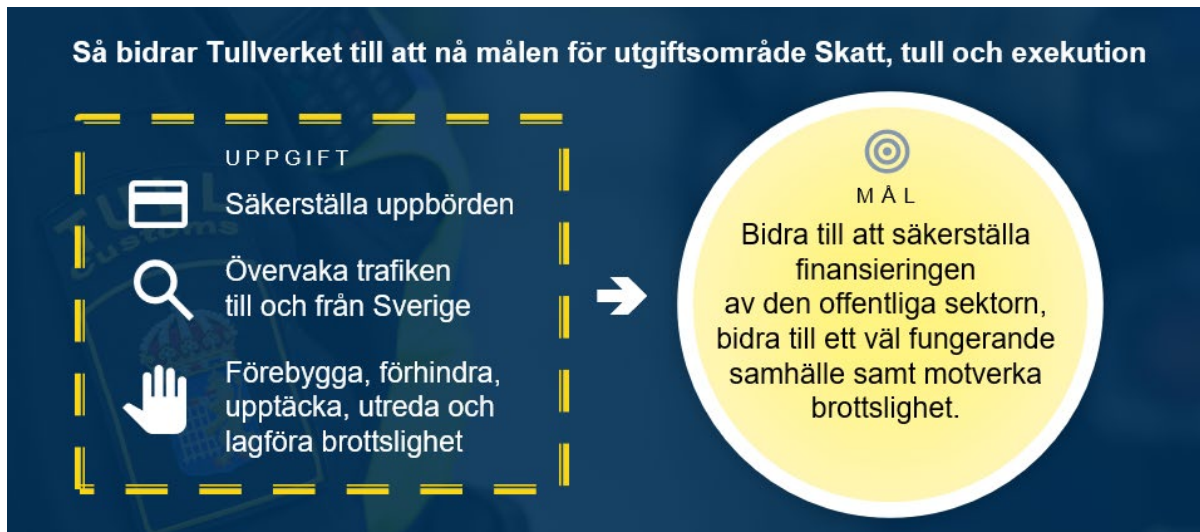 Så bidrar Tullverket till att nå målen för utgiftsområde Skatt, tull och exekution
UPPGIFT
Säkerställa uppbörden
Övervaka trafiken
till och från Sverige
Förebygga, förhindra,
upptäcka, utreda och
lagföra brottslighet
MÅL
Bidra till att säkerställa
finansieringen
av den offentliga sektorn,
bidra till ett väl fungerande
samhälle samt motverka
brottslighet.
TULL
Customs